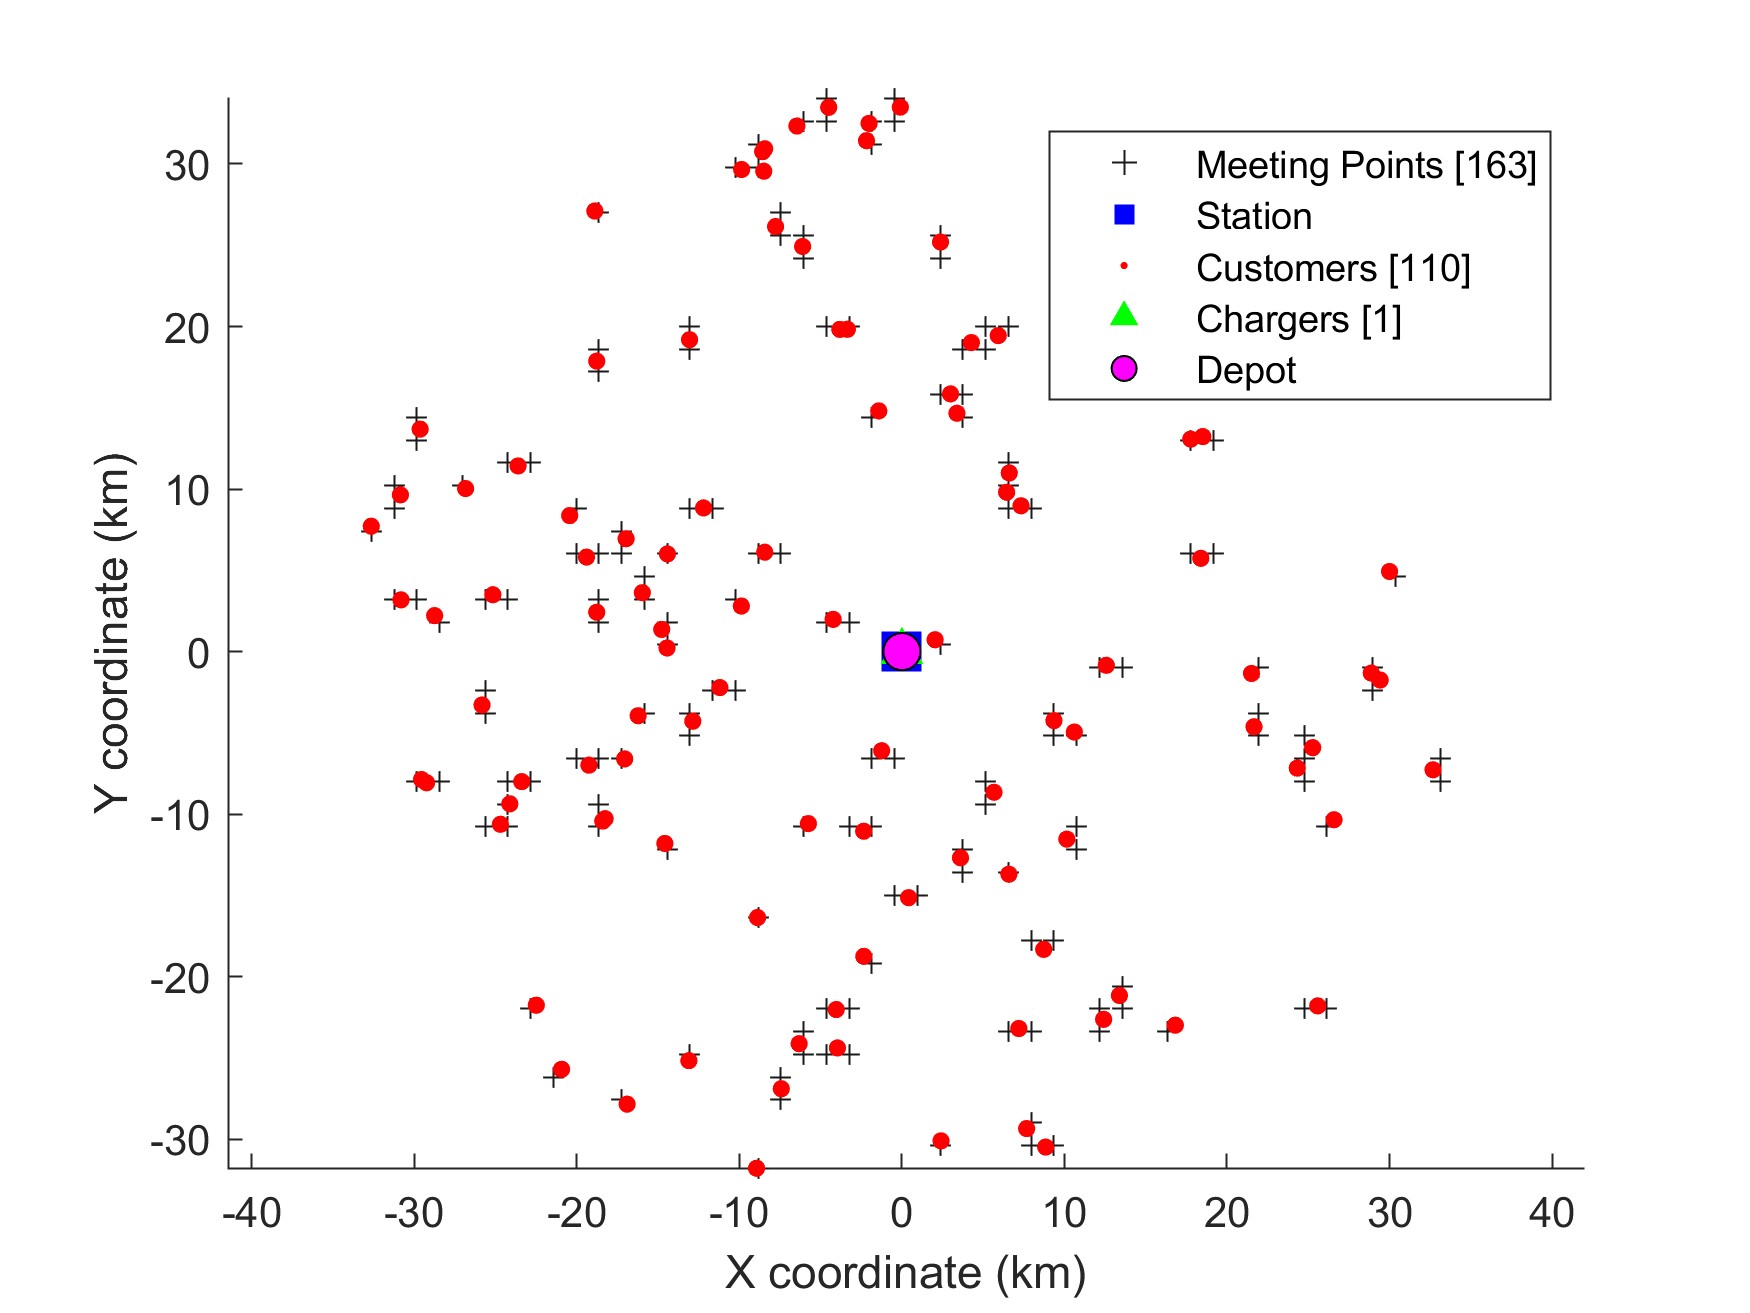 Meeting Points [163]
Station
Customers [110]
Chargers [1]
Depot
30
20
10
0
-10
-20
-30
Y coordinate (km)
-40 -30 -20 -10 0 10 20 30 40
X coordinate (km)